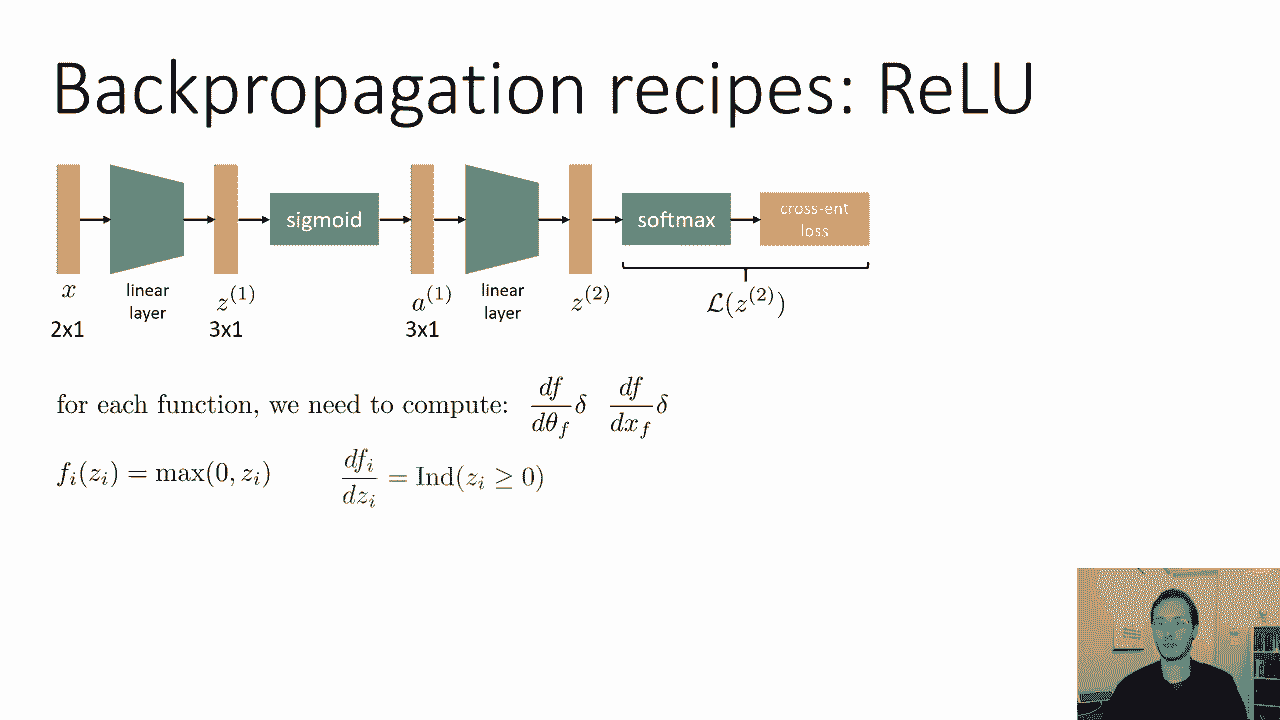 Backpropagation recipes: ReLU
sigmoid
softmax
cross-ent
loss
x
linear
layer
z^{(1)}
a^{(1)}
linear
layer
z^{(2)}
\mathcal{L}(z^{(2)})
2x1
3x1
3x1
for each function, we need to compute: \frac{df}{d\theta_f}\delta \frac{df}{dx_f}\delta
f_i(z_i) = \max(0, z_i) \frac{df_i}{dz_i} = \text{Ind}(z_i \geq 0)